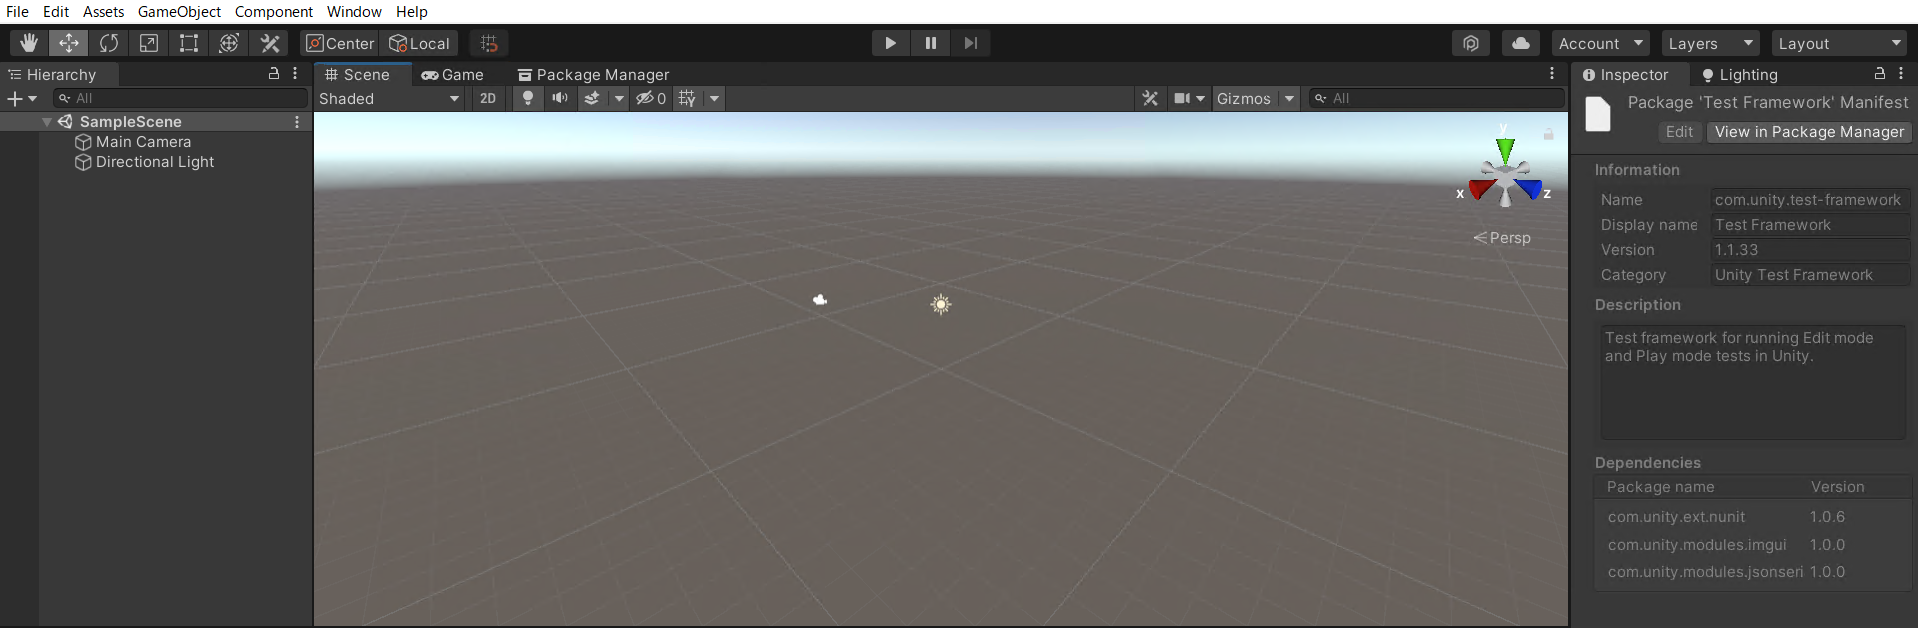 File Edit Assets GameObject Component Window Help
Center Local Account Layers Layout
Hierarchy
All
SampleScene
Main Camera
Directional Light
Scene Game Package Manager
Shaded 2D 0 Gizmos All
y
x z
Persp
Inspector Lighting
Package 'Test Framework' Manifest
Edit View in Package Manager
Information
Name com.unity.test-framework
Display name Test Framework
Version 1.1.33
Category Unity Test Framework
Description
Test framework for running Edit mode
and Play mode tests in Unity.
Dependencies
Package name Version
com.unity.ext.nunit 1.0.6
com.unity.modules.imgui 1.0.0
com.unity.modules.jsonseri 1.0.0